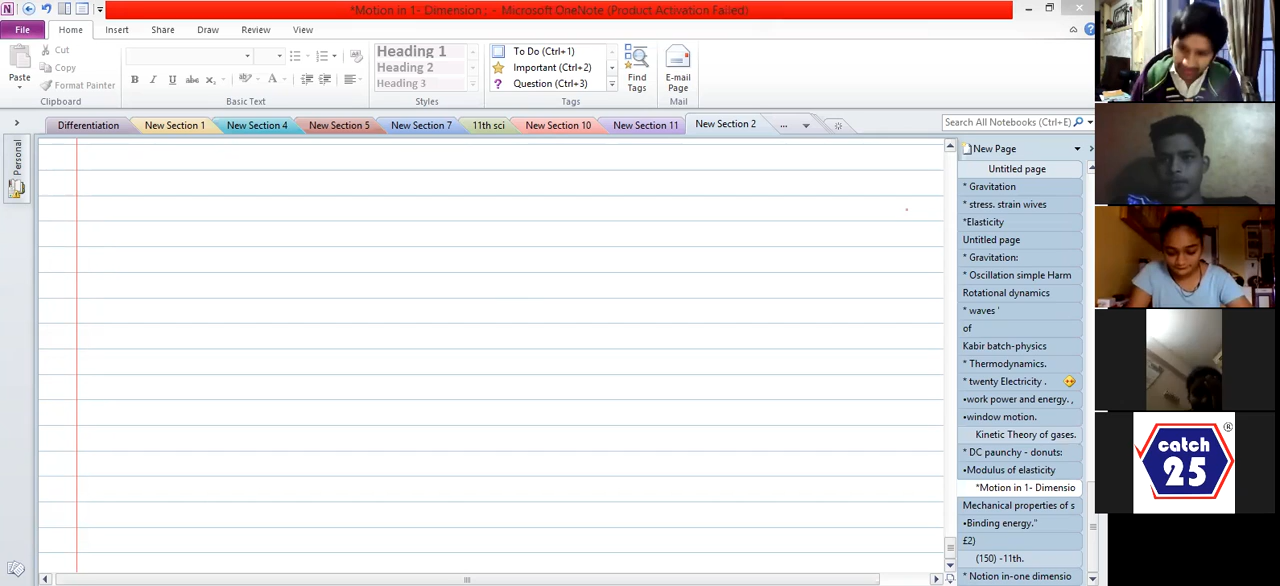 *Motion in 1- Dimension : - Microsoft OneNote (Product Activation Failed)
File Home Insert Share Draw Review View
Paste
Cut
Copy
Format Painter
Clipboard
B I U abc x₂ ab A
Basic Text
Heading 1
Heading 2
Heading 3
Styles
To Do (Ctrl+1)
Important (Ctrl+2)
Question (Ctrl+3)
Tags
Find
Tags
E-mail
Page
Mail
Differentiation New Section 1 New Section 4 New Section 5 New Section 7 11th sci New Section 10 New Section 11 New Section 2 ...
Search All Notebooks (Ctrl+E)
Personal
New Page
Untitled page
* Gravitation
* stress. strain wives
*Elasticity
Untitled page
* Gravitation:
* Oscillation simple Harm
Rotational dynamics
* waves '
of
Kabir batch-physics
* Thermodynamics.
* twenty Electricity .
•work power and energy. ,
•window motion.
Kinetic Theory of gases.
* DC paunchy - donuts:
•Modulus of elasticity
*Motion in 1- Dimensio
Mechanical properties of s
•Binding energy."
£2)
(150) -11th.
* Notion in-one dimensio
catch
25
®